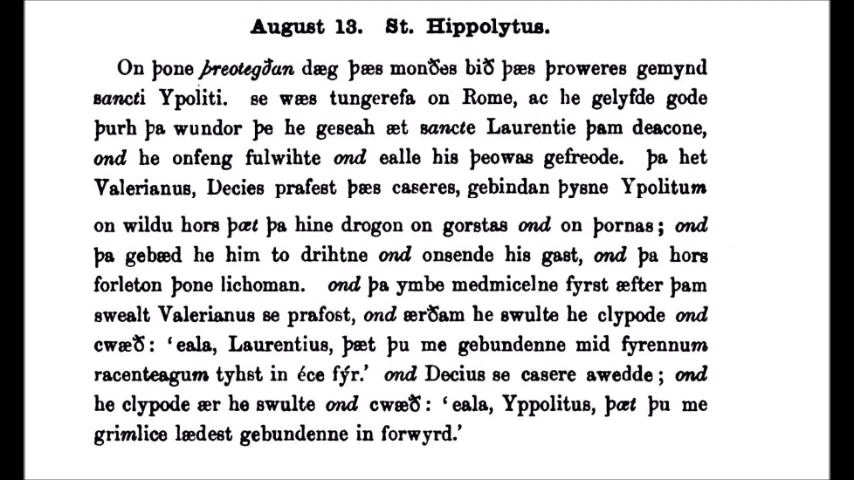 August 13. St. Hippolytus.
On þone þreotegðan dæg þæs monðes bið þæs þroweres gemynd
sancti Ypoliti. se wæs tungerefa on Rome, ac he gelyfde gode
þurh þa wundor þe he geseah æt sancte Laurentie þam deacone,
ond he onfeng fulwihte ond ealle his þeowas gefreode. þa het
Valerianus, Decies prafest þæs caseres, gebindan þysne Ypolitum
on wildu hors þæt þa hine drogon on gorstas ond on þornas; ond
þa gebæd he him to drihtne ond onsende his gast, ond þa hors
forleton þone lichoman. ond þa ymbe medmicelne fyrst æfter þam
swealt Valerianus se prafost, ond ærðam he swulte he clypode ond
cwæð: 'eala, Laurentius, þæt þu me gebundenne mid fyrennum
racenteagum tyhst in éce fýr.' ond Decius se casere awedde; ond
he clypode ær he swulte ond cwæð: 'eala, Yppolitus, þæt þu me
grimlice lædest gebundenne in forwyrd.'